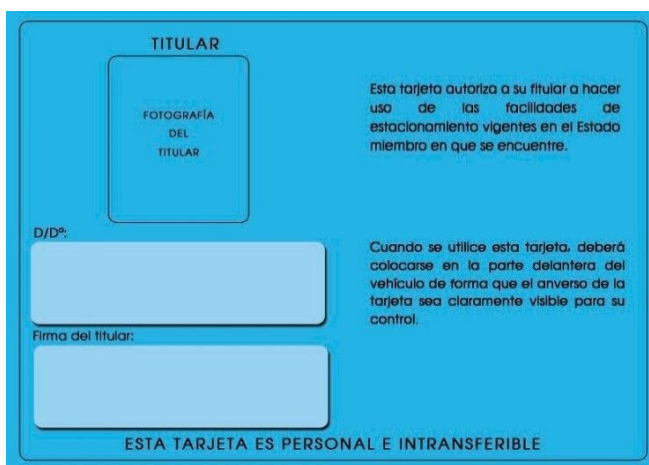 TITULAR
FOTOGRAFÍA
DEL
TITULAR
D/Dª:
Firma del titular:
Esta tarjeta autoriza a su titular a hacer
uso de las facilidades de
estacionamiento vigentes en el Estado
miembro en que se encuentre.
Cuando se utilice esta tarjeta, deberá
colocarse en la parte delantera del
vehículo de forma que el anverso de la
tarjeta sea claramente visible para su
control.
ESTA TARJETA ES PERSONAL E INTRANSFERIBLE